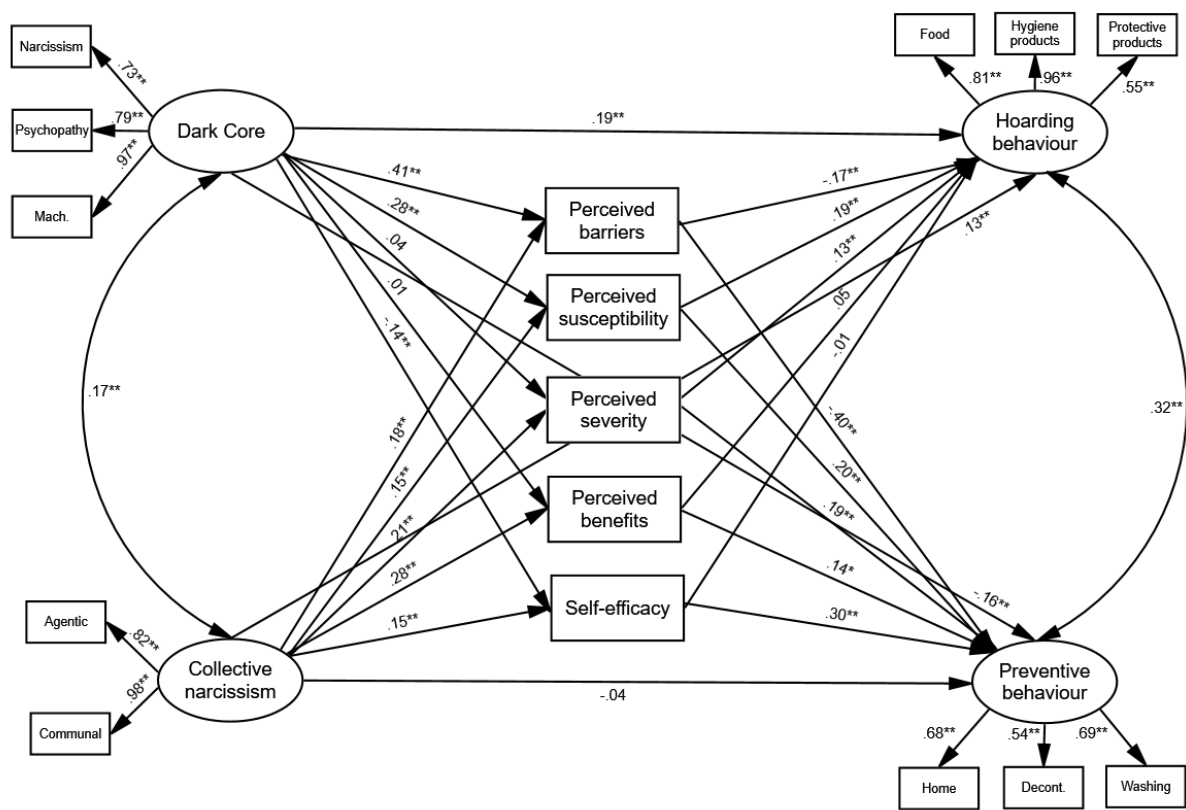 Narcissism
Psychopathy
Mach.
.73**
.79**
.97**
Dark Core
Food
Hygiene
products
Protective
products
.81**
.96**
.55**
Hoarding
behaviour
.19**
.41**
.28**
.04
.01
-.14**
Perceived
barriers
Perceived
susceptibility
Perceived
severity
Perceived
benefits
Self-efficacy
-.17**
.19**
.13**
.13**
.05
-.01
.17**
.32**
.18**
.15**
.21**
.28**
.15**
-.40**
.20**
.19**
.14*
-.16**
.30**
Agentic
Communal
.82**
.98**
Collective
narcissism
-.04
Preventive
behaviour
.68**
.54**
.69**
Home
Decont.
Washing